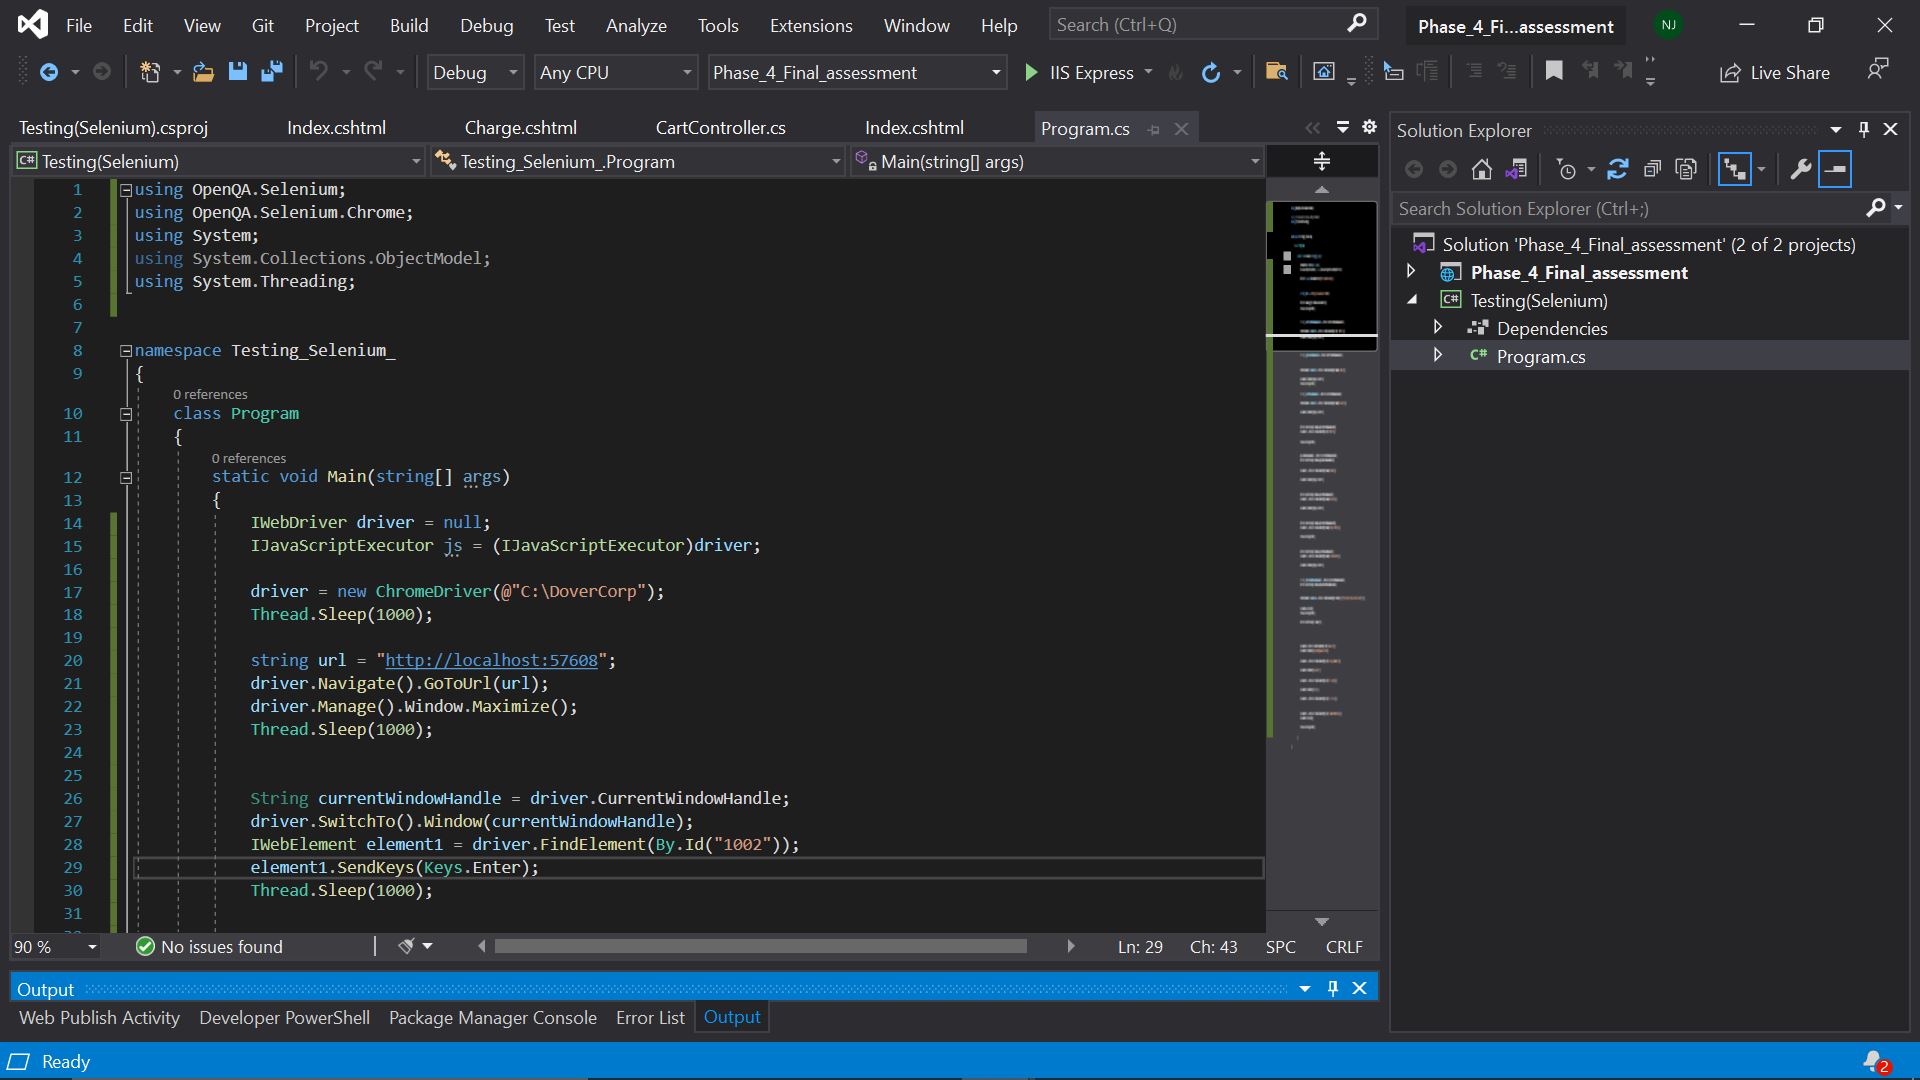 File Edit View Git Project Build Debug Test Analyze Tools Extensions Window Help Search (Ctrl+Q) Phase_4_Fi...assessment NJ
Debug Any CPU Phase_4_Final_assessment IIS Express Live Share
Testing(Selenium).csproj Index.cshtml Charge.cshtml CartController.cs Index.cshtml Program.cs
C# Testing(Selenium) Testing_Selenium_.Program Main(string[] args)
1 using OpenQA.Selenium;
2 using OpenQA.Selenium.Chrome;
3 using System;
4 using System.Collections.ObjectModel;
5 using System.Threading;
6
7
8 namespace Testing_Selenium_
9 {
0 references
10 class Program
11 {
0 references
12 static void Main(string[] args)
13 {
14 IWebDriver driver = null;
15 IJavaScriptExecutor js = (IJavaScriptExecutor)driver;
16
17 driver = new ChromeDriver(@"C:\DoverCorp");
18 Thread.Sleep(1000);
19
20 string url = "http://localhost:57608";
21 driver.Navigate().GoToUrl(url);
22 driver.Manage().Window.Maximize();
23 Thread.Sleep(1000);
24
25
26 String currentWindowHandle = driver.CurrentWindowHandle;
27 driver.SwitchTo().Window(currentWindowHandle);
28 IWebElement element1 = driver.FindElement(By.Id("1002"));
29 element1.SendKeys(Keys.Enter);
30 Thread.Sleep(1000);
31
90 % No issues found Ln: 29 Ch: 43 SPC CRLF
Output
Web Publish Activity Developer PowerShell Package Manager Console Error List Output
Ready 2
Solution Explorer
Search Solution Explorer (Ctrl+;)
Solution 'Phase_4_Final_assessment' (2 of 2 projects)
Phase_4_Final_assessment
C# Testing(Selenium)
Dependencies
C# Program.cs